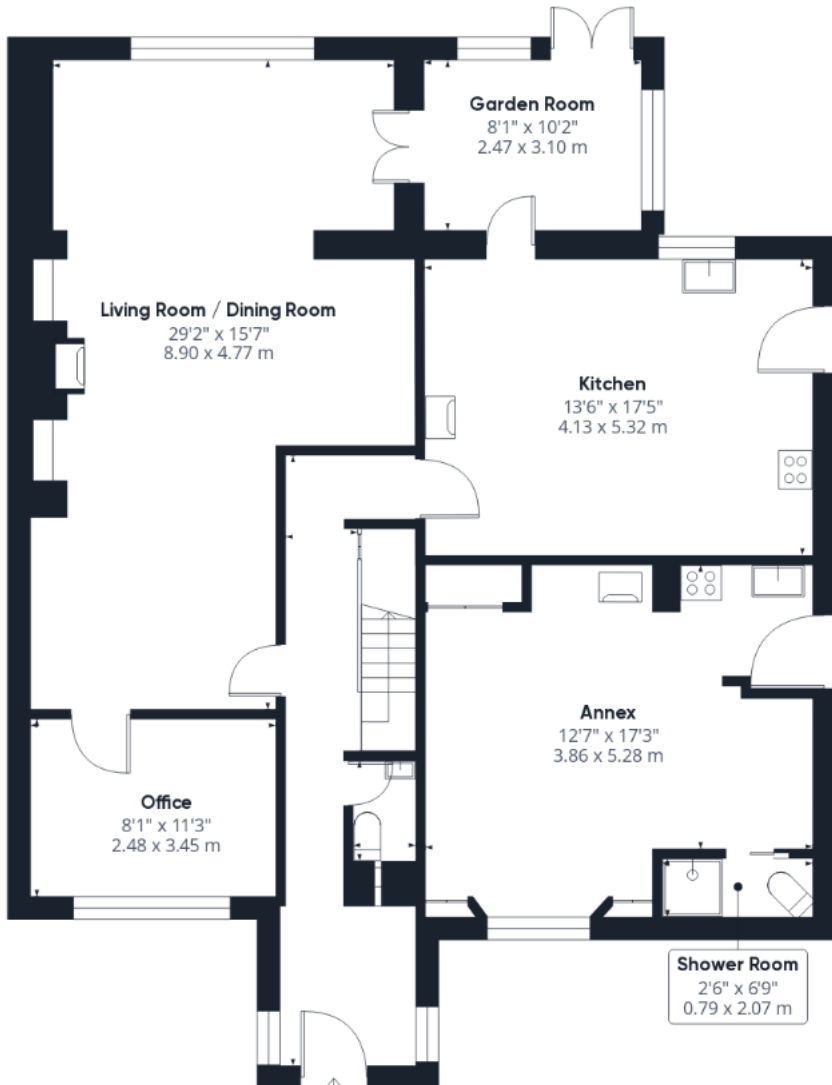 Garden Room
8'1" x 10'2"
2.47 x 3.10 m
Living Room / Dining Room
29'2" x 15'7"
8.90 x 4.77 m
Kitchen
13'6" x 17'5"
4.13 x 5.32 m
Annex
12'7" x 17'3"
3.86 x 5.28 m
Office
8'1" x 11'3"
2.48 x 3.45 m
Shower Room
2'6" x 6'9"
0.79 x 2.07 m